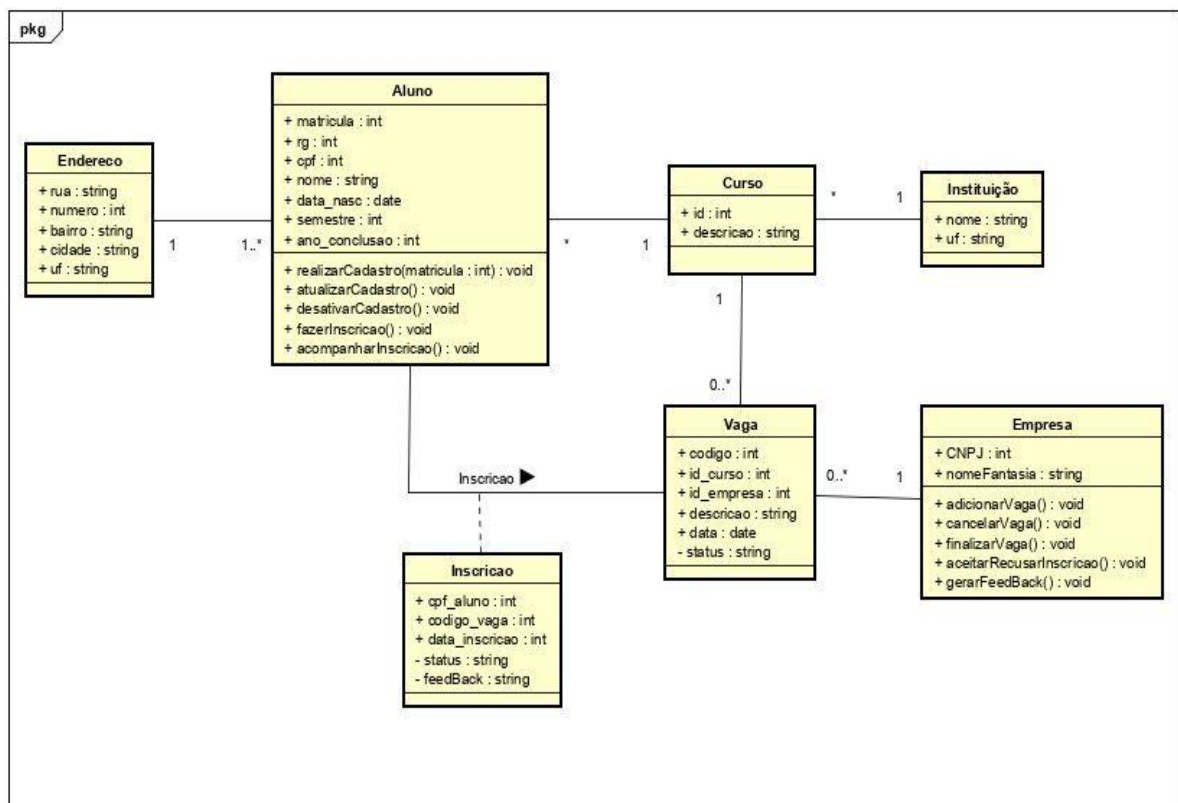 pkg
Aluno
+ matricula : int
+ rg : int
+ cpf : int
+ nome : string
+ data_nasc : date
+ semestre : int
+ ano_conclusao : int
+ realizarCadastro(matricula : int) : void
+ atualizarCadastro() : void
+ desativarCadastro() : void
+ fazerInscricao() : void
+ acompanharInscricao() : void
Endereco
+ rua : string
+ numero : int
+ bairro : string
+ cidade : string
+ uf : string
1
1..*
Curso
+ id : int
+ descricao : string
*
1
Instituição
+ nome : string
+ uf : string
*
1
1
0..*
Vaga
+ codigo : int
+ id_curso : int
+ id_empresa : int
+ descricao : string
+ data : date
- status : string
0..*
1
Empresa
+ CNPJ : int
+ nomeFantasia : string
+ adicionarVaga() : void
+ cancelarVaga() : void
+ finalizarVaga() : void
+ aceitarRecusarInscricao() : void
+ gerarFeedBack() : void
Inscricao
Inscricao
+ cpf_aluno : int
+ codigo_vaga : int
+ data_inscricao : int
- status : string
- feedBack : string